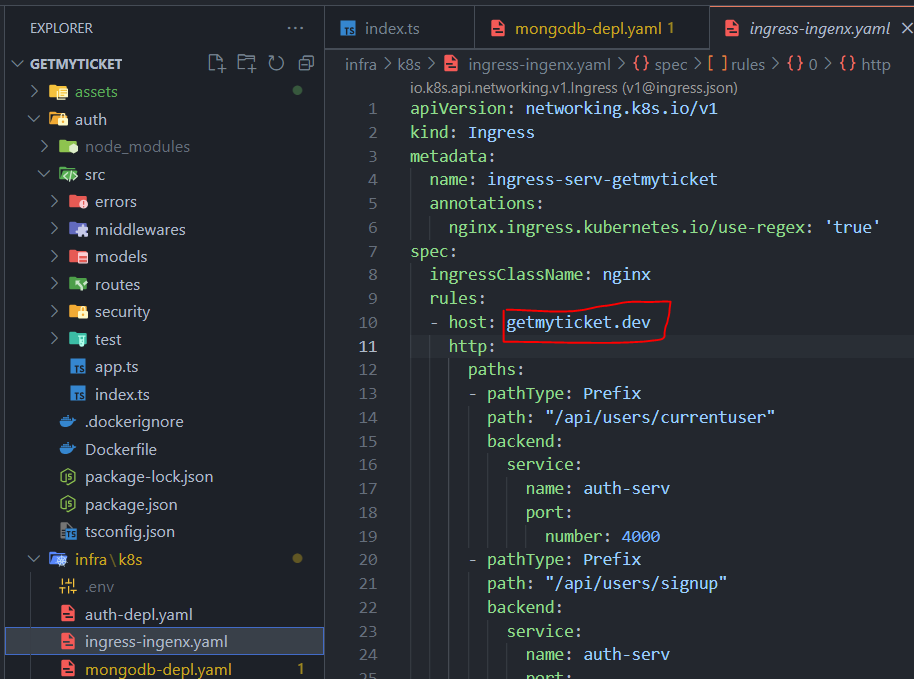 EXPLORER ...
GETMYTICKET
assets
auth
node_modules
src
errors
middlewares
models
routes
security
test
app.ts
index.ts
.dockerignore
Dockerfile
package-lock.json
package.json
tsconfig.json
infra \ k8s
.env
auth-depl.yaml
ingress-ingenx.yaml
mongodb-depl.yaml 1
TS index.ts mongodb-depl.yaml 1 ingress-ingenx.yaml
infra > k8s > ingress-ingenx.yaml > {} spec > [ ] rules > {} 0 > {} http
io.k8s.api.networking.v1.Ingress (v1@ingress.json)
1 apiVersion: networking.k8s.io/v1
2 kind: Ingress
3 metadata:
4 name: ingress-serv-getmyticket
5 annotations:
6 nginx.ingress.kubernetes.io/use-regex: 'true'
7 spec:
8 ingressClassName: nginx
9 rules:
10 - host: getmyticket.dev
11 http:
12 paths:
13 - pathType: Prefix
14 path: "/api/users/currentuser"
15 backend:
16 service:
17 name: auth-serv
18 port:
19 number: 4000
20 - pathType: Prefix
21 path: "/api/users/signup"
22 backend:
23 service:
24 name: auth-serv
25 port: